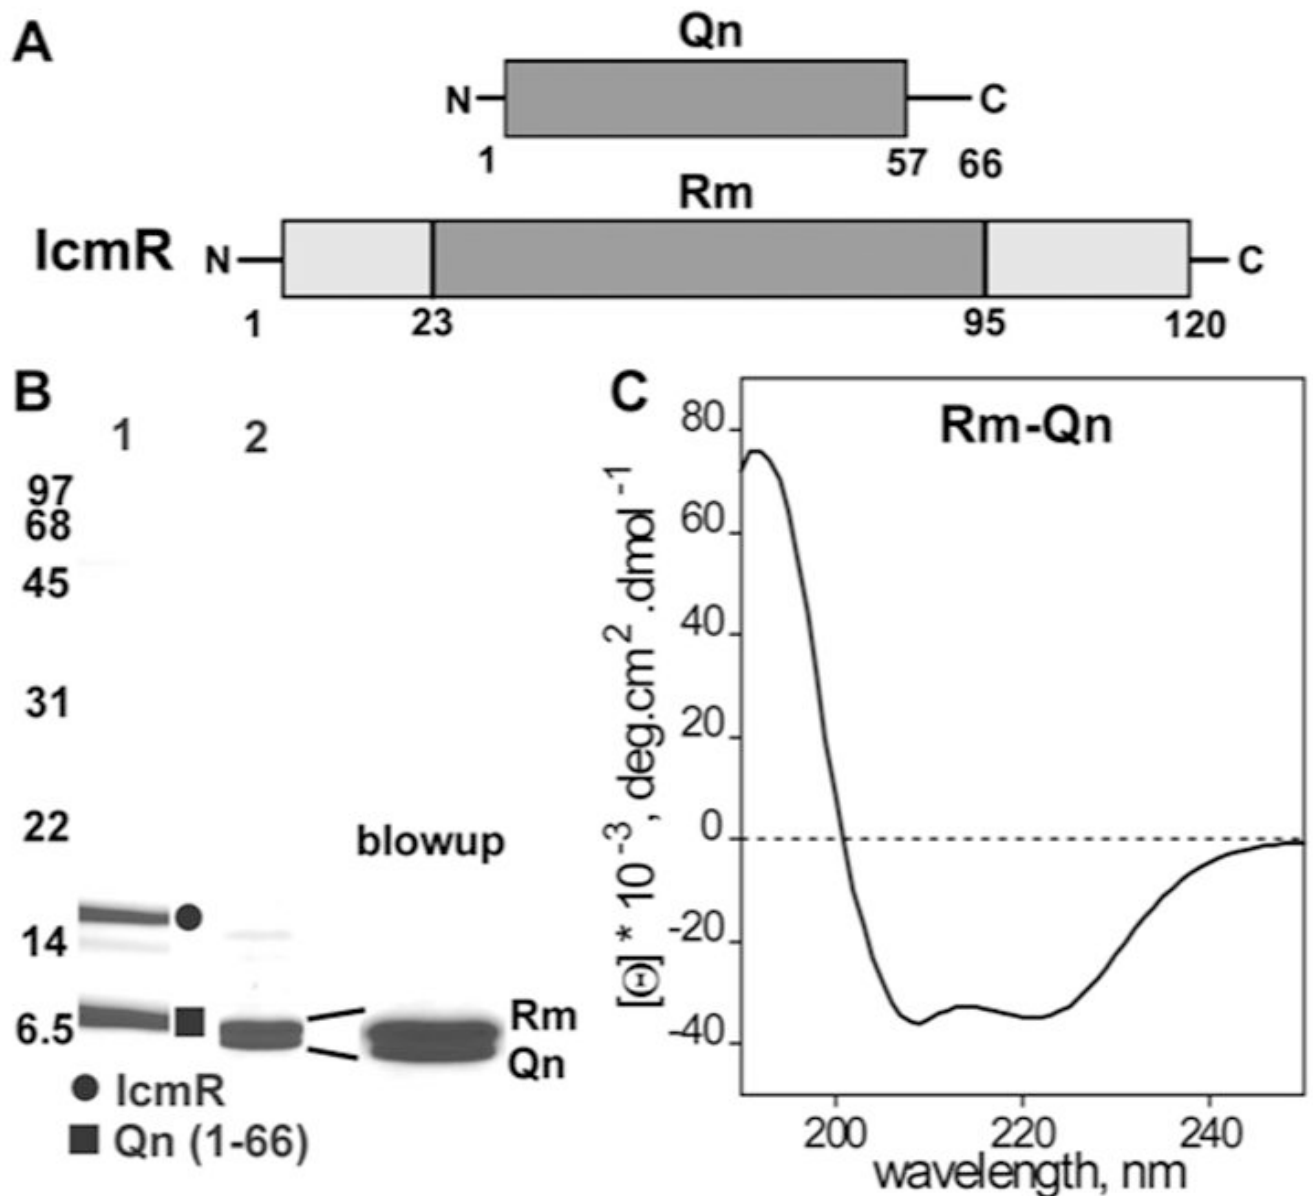 A
Qn
N
C
1
57
66
Rm
IcmR
N
C
1
23
95
120
B
1
2
97
68
45
31
22
14
6.5
blowup
Rm
Qn
● IcmR
■ Qn (1-66)
C
Rm-Qn
[Θ] * 10⁻³, deg.cm² .dmol⁻¹
80
60
40
20
0
-20
-40
200
220
240
wavelength, nm